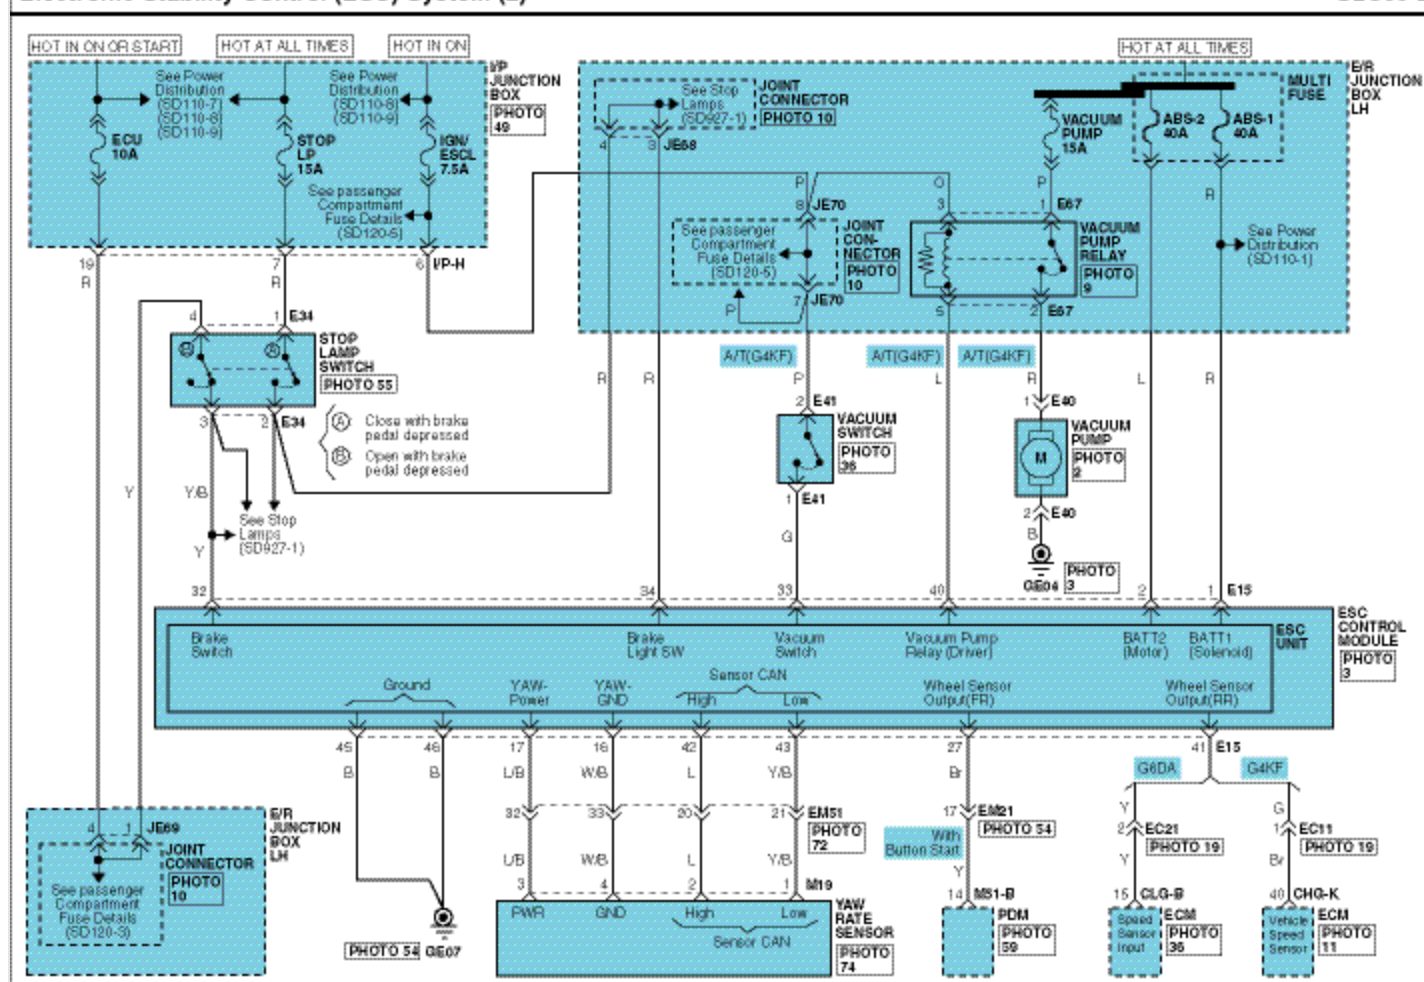 HOT IN ON OR START
HOT AT ALL TIMES
HOT IN ON
HOT AT ALL TIMES
See Power
Distribution
(SD110-7)
(SD110-8)
(SD110-9)
See Power
Distribution
(SD110-8)
(SD110-9)
I/P
JUNCTION
BOX
PHOTO
49
ECU
10A
STOP
LP
15A
IGN/
ESCL
7.5A
See passenger
Compartment
Fuse Details
(SD120-5)
19
7
6
I/P-H
R
R
See Stop
Lamps
(SD927-1)
JOINT
CONNECTOR
PHOTO 10
4
3
JE68
VACUUM
PUMP
15A
ABS-2
40A
ABS-1
40A
MULTI
FUSE
E/R
JUNCTION
BOX
LH
P
O
P
R
8
JE70
3
1
E67
See passenger
Compartment
Fuse Details
(SD120-5)
JOINT
CON-
NECTOR
PHOTO
10
VACUUM
PUMP
RELAY
PHOTO
9
See Power
Distribution
(SD110-1)
P
7
JE70
5
2
E67
4
1
E34
STOP
LAMP
SWITCH
PHOTO 55
B
A
3
2
E34
A
Close with brake
pedal depressed
B
Open with brake
pedal depressed
A/T(G4KF)
A/T(G4KF)
A/T(G4KF)
R
R
P
L
R
L
R
2
E41
VACUUM
SWITCH
PHOTO
36
1
E41
G
1
E40
VACUUM
PUMP
PHOTO
2
M
2
E40
B
GE04
PHOTO
3
Y
Y/B
See Stop
Lamps
(SD927-1)
Y
32
34
33
40
2
1
E15
Brake
Switch
Brake
Light SW
Vacuum
Switch
Vacuum Pump
Relay (Driver)
BATT2
(Motor)
BATT1
(Solenoid)
ESC
UNIT
ESC
CONTROL
MODULE
PHOTO
3
Ground
YAW-
Power
YAW-
GND
Sensor CAN
High
Low
Wheel Sensor
Output(FR)
Wheel Sensor
Output(RR)
45
46
17
16
42
43
27
41
E15
B
B
L/B
W/B
L
Y/B
Br
G6DA
G4KF
32
33
20
21
EM51
PHOTO
72
17
EM21
PHOTO 54
With
Button Start
Y
G
2
EC21
PHOTO 19
1
EC11
PHOTO 19
L/B
W/B
L
Y/B
Y
Y
Br
3
4
2
1
M19
14
M51-B
15
CLG-B
40
CHG-K
PWR
GND
High
Low
Sensor CAN
YAW
RATE
SENSOR
PHOTO
74
PDM
PHOTO
59
Speed
Sensor
Input
ECM
PHOTO
36
Vehicle
Speed
Sensor
ECM
PHOTO
11
PHOTO 54
GE07
4
1
JE69
E/R
JUNCTION
BOX
LH
JOINT
CONNECTOR
PHOTO
10
See passenger
Compartment
Fuse Details
(SD120-3)